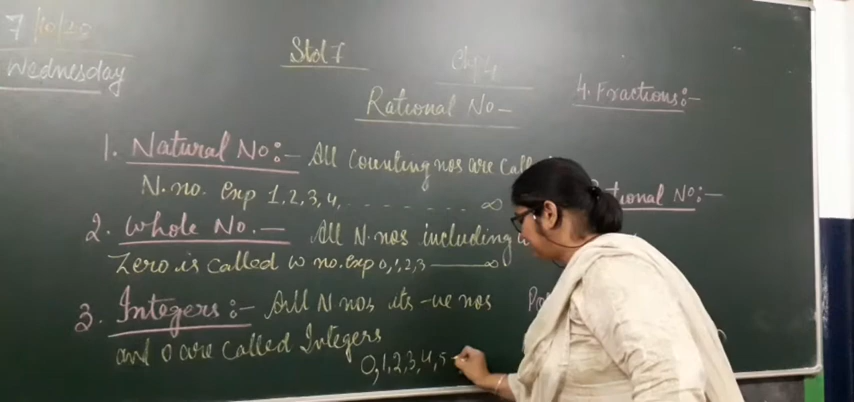 7/10/20
Wednesday
Std 7
Ch 4
Rational No-
1. Natural No:- All Counting nos are
N. no. exp 1, 2, 3, 4, - - - - - - - - ∞
2. Whole No.- All N. nos including
Zero is called W no. exp 0, 1, 2, 3 ——— ∞
3. Integers:- All N nos, its -ve nos
and 0 are called Integers
0, 1, 2, 3, 4, 5
4. Fractions:-
No:-